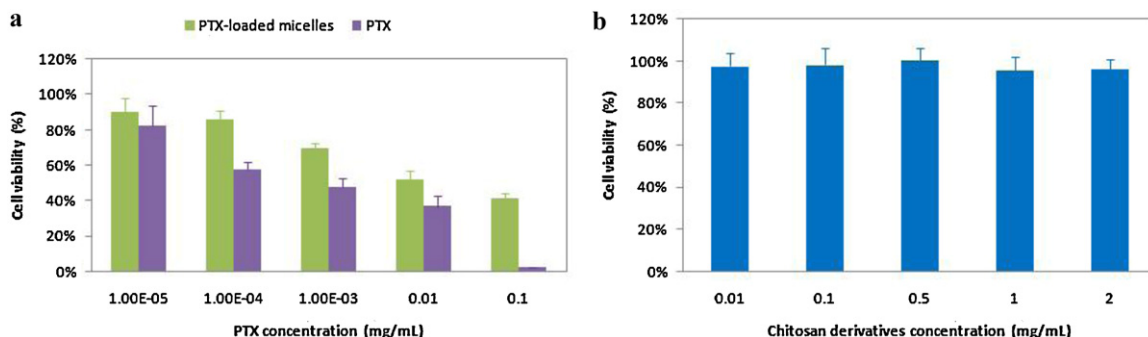 a
PTX-loaded micelles PTX
120%
100%
80%
60%
40%
20%
0%
Cell viability (%)
1.00E-05 1.00E-04 1.00E-03 0.01 0.1
PTX concentration (mg/mL)
b
120%
100%
80%
60%
40%
20%
0%
Cell viability (%)
0.01 0.1 0.5 1 2
Chitosan derivatives concentration (mg/mL)